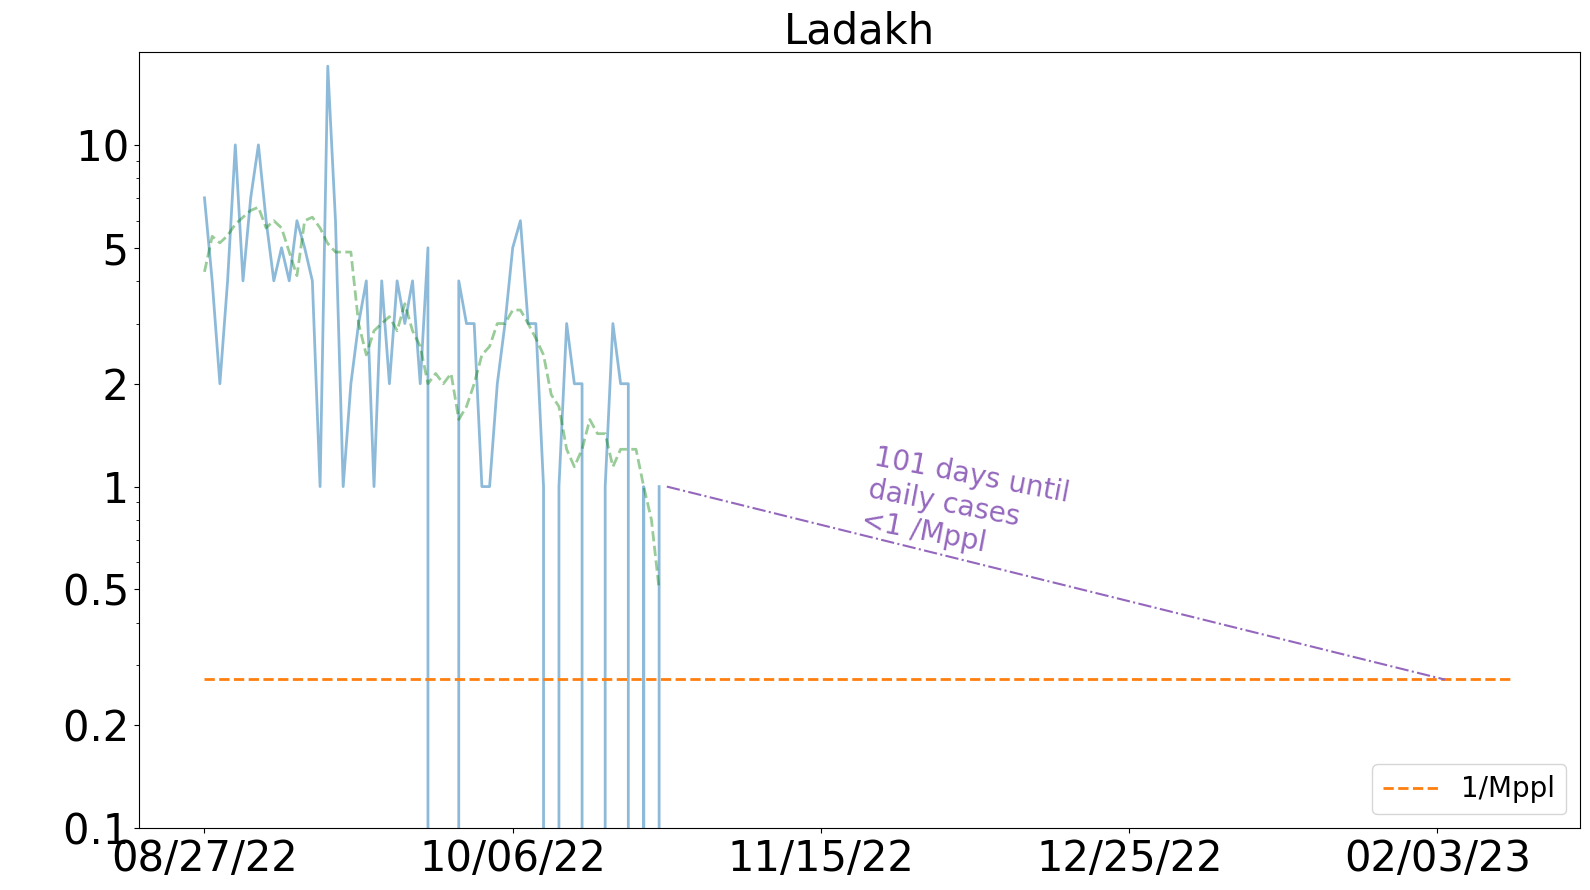 Ladakh
10
5
2
1
0.5
0.2
0.1
101 days until
daily cases
<1 /Mppl
1/Mppl
08/27/22
10/06/22
11/15/22
12/25/22
02/03/23